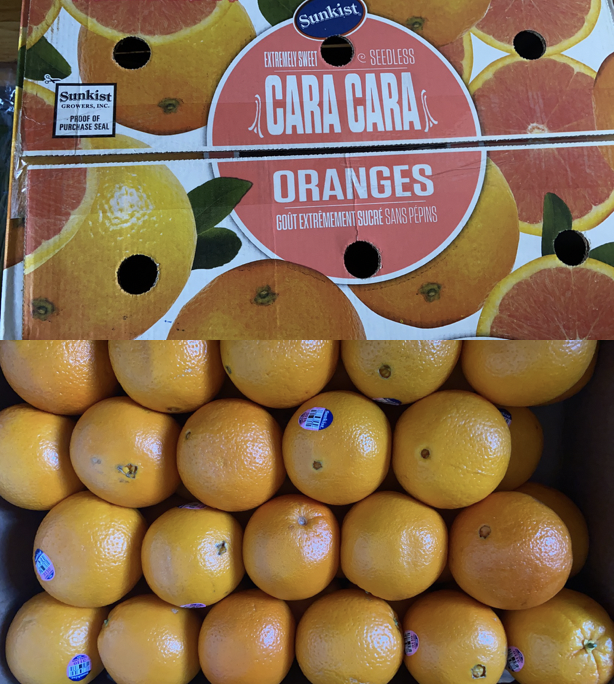 Sunkist
EXTREMELY SWEET SEEDLESS
CARA CARA
Sunkist
GROWERS, INC.
PROOF OF
PURCHASE SEAL
ORANGES
GOÛT EXTRÊMEMENT SUCRÉ SANS PÉPINS